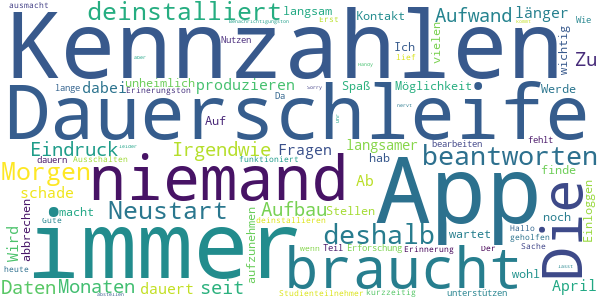 ausmacht
deinstalliert
langsam
Erst
Benachrichtigungston
Kontakt
Aufwand
länger
Wie
Kennzahlen
Nutzen
Ich
lief
vielen
wichtig
Zu
lange
dabei
unheimlich
Erinnerungston
produzieren
Da
Spaß
Sorry
Möglichkeit
Handy
Werde
Dauerschleife
Auf
nervt
Eindruck
leider
Irgendwie
Fragen
langsamer
bearbeiten
fehlt
Morgen
dauern
Ausschalten
funktioniert
hab
beantworten
finde
schade
niemand
Ab
App
Die
Einloggen
macht
Neustart
Aufbau
Stellen
noch
Gute
deinstallieren
Hallo
geholfen
Sache
Wird
abbrechen
immer
aufzunehmen
deshalb
wartet
heute
wenn
Teil
Erforschung
Erinnerung
Der
braucht
wohl
Daten
Monaten
dauert
seit
Studienteilnehmer
kurzzeitig
unterstützen
April